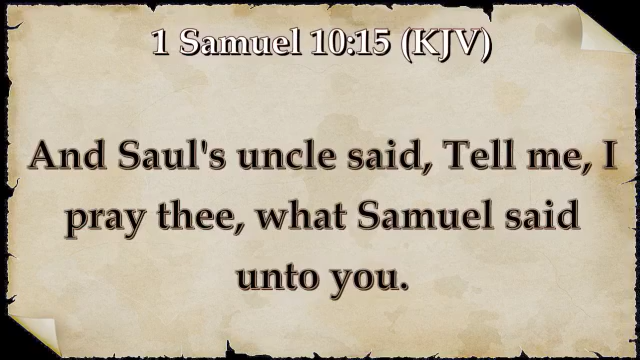 1 Samuel 10:15 (KJV)
And Saul's uncle said, Tell me, I
pray thee, what Samuel said
unto you.